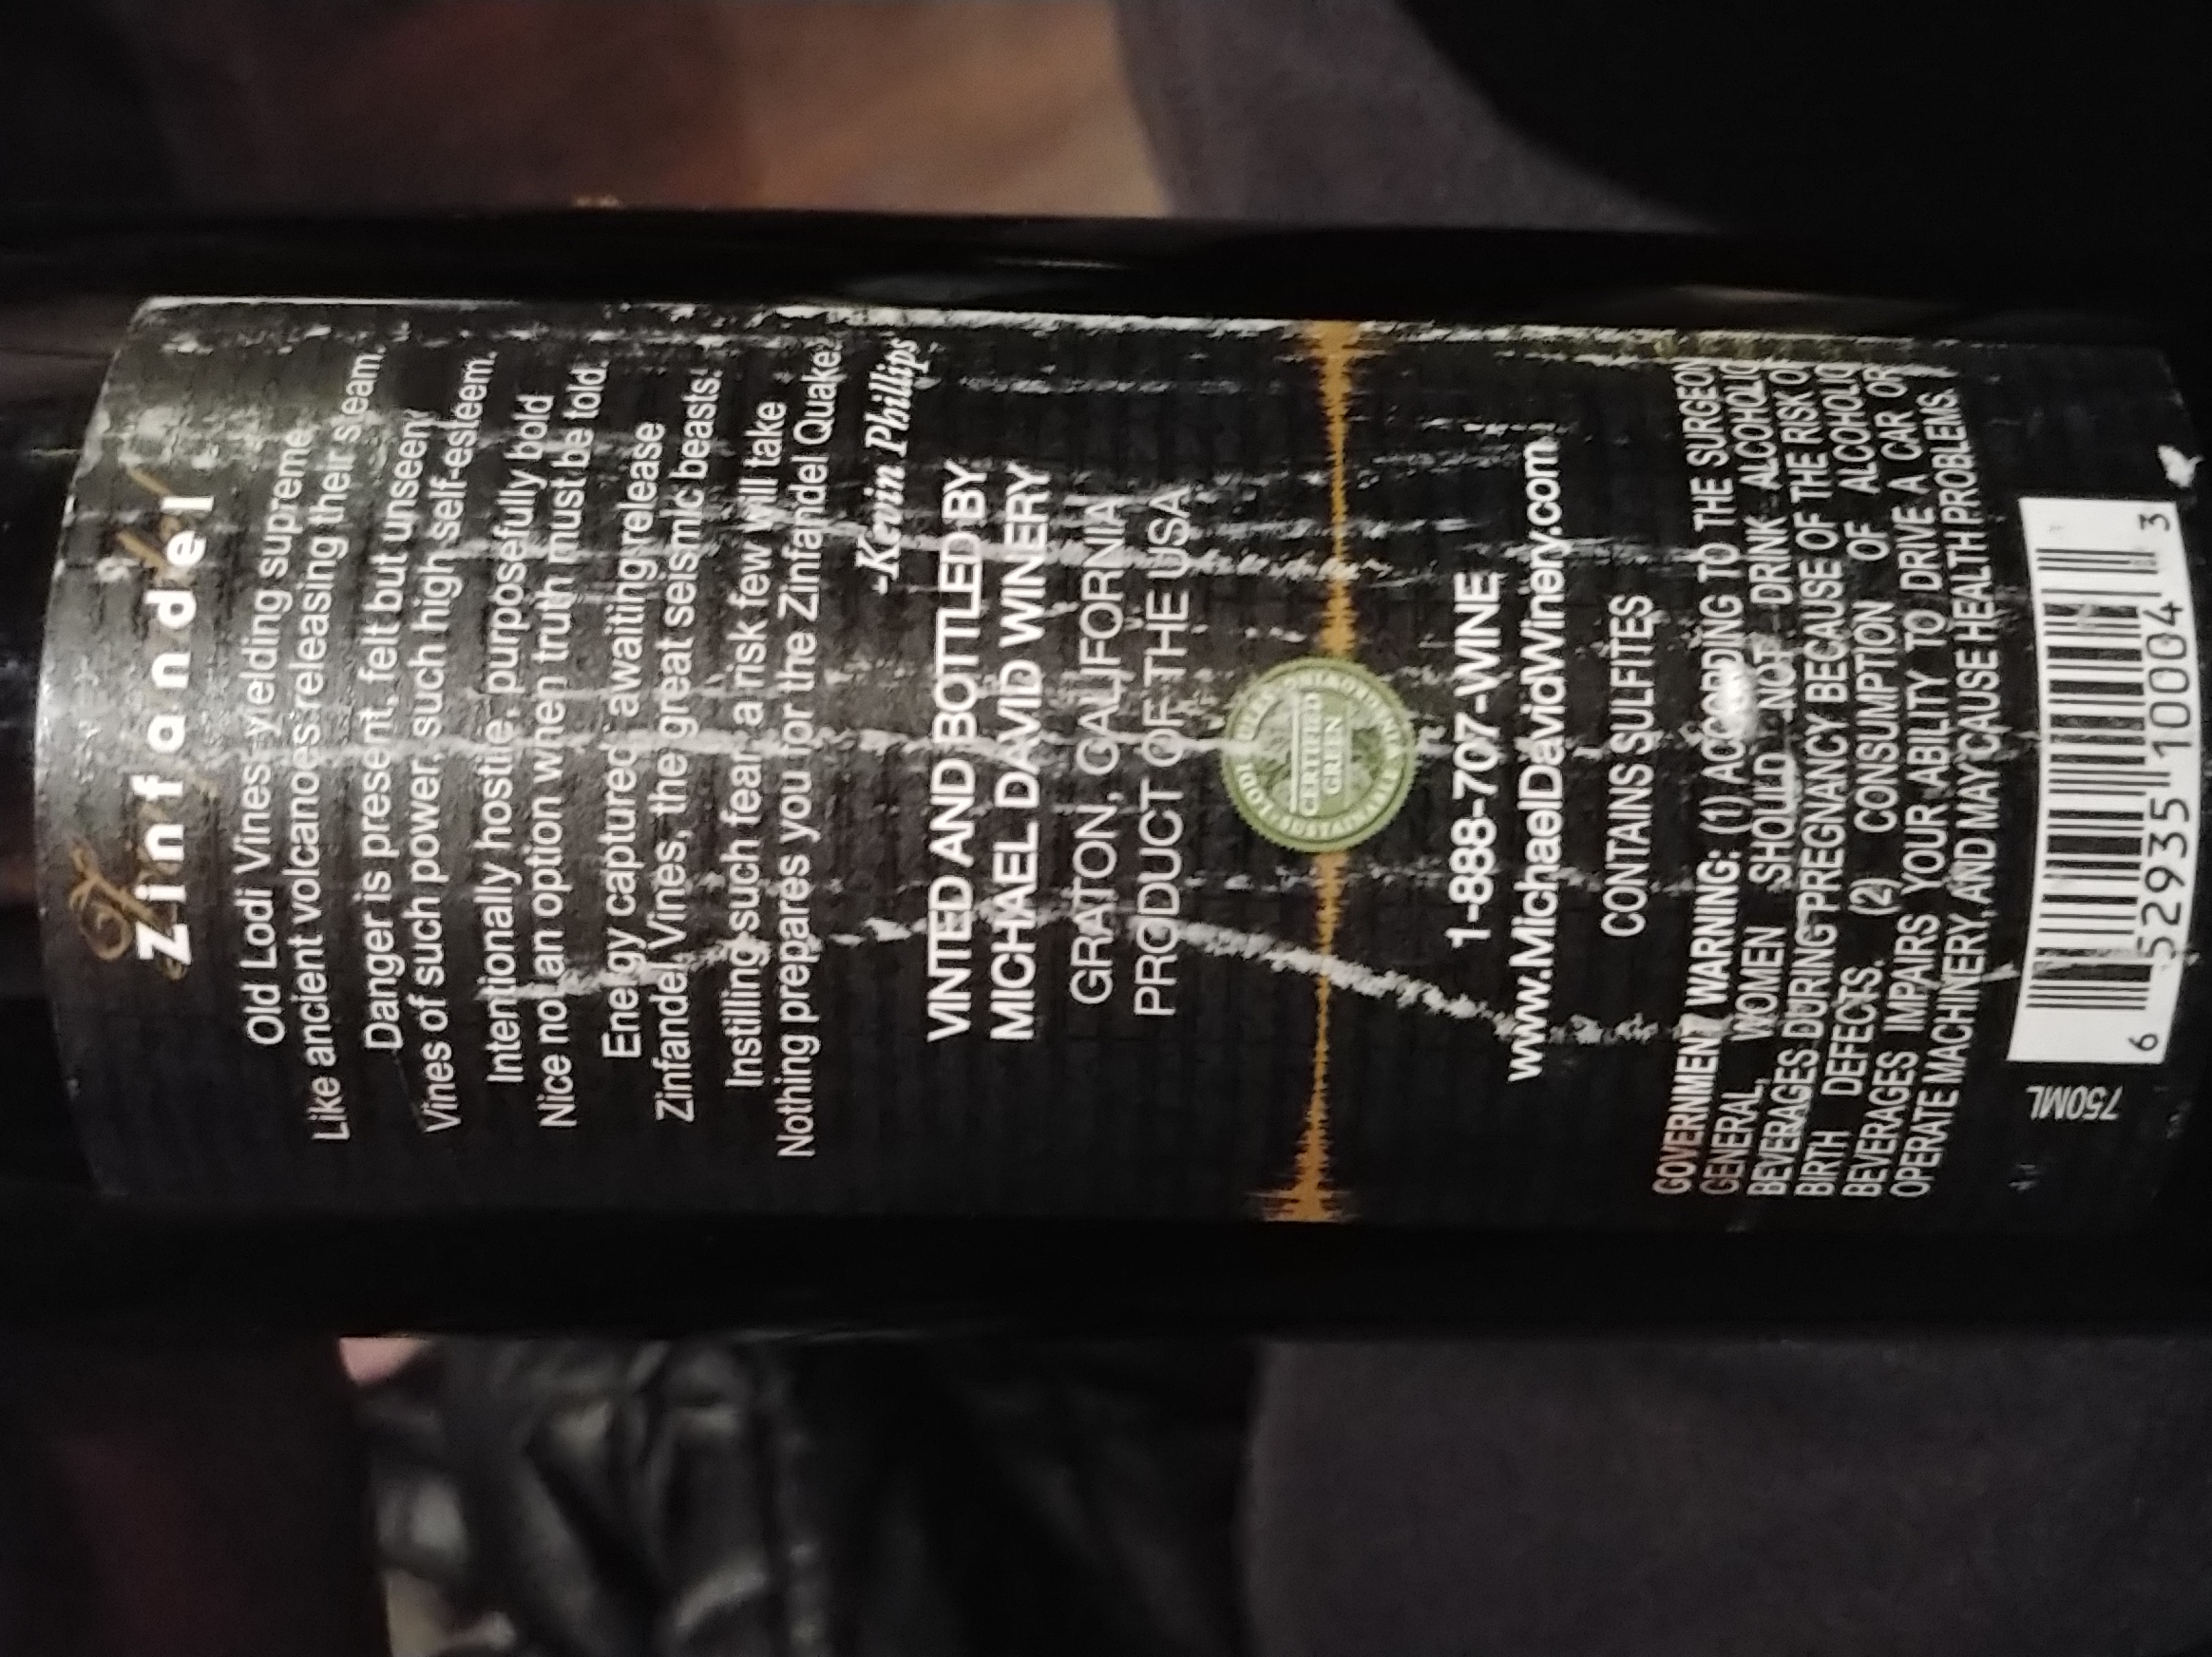 Zinfandel
Old Lodi Vines yielding supreme
Like ancient volcanoes releasing their steam.
Danger is present, felt but unseen
Vines of such power, such high self-esteem.
Intentionally hostile, purposefully bold
Nice not an option when truth must be told.
Energy captured, awaiting release
Zinfandel Vines, the great seismic beasts.
Instilling such fear, a risk few will take
Nothing prepares you for the Zinfandel Quake.
-Kevin Phillips
VINTED AND BOTTLED BY
MICHAEL DAVID WINERY
GRATON, CALIFORNIA
PRODUCT OF THE USA
CERTIFIED
GREEN
1-888-707-WINE
www.MichaelDavidWinery.com
CONTAINS SULFITES
GOVERNMENT WARNING: (1) ACCORDING TO THE SURGEON
GENERAL, WOMEN SHOULD NOT DRINK ALCOHOLIC
BEVERAGES DURING PREGNANCY BECAUSE OF THE RISK OF
BIRTH DEFECTS. (2) CONSUMPTION OF ALCOHOLIC
BEVERAGES IMPAIRS YOUR ABILITY TO DRIVE A CAR OR
OPERATE MACHINERY, AND MAY CAUSE HEALTH PROBLEMS.
750ML
6 52935 10004 3